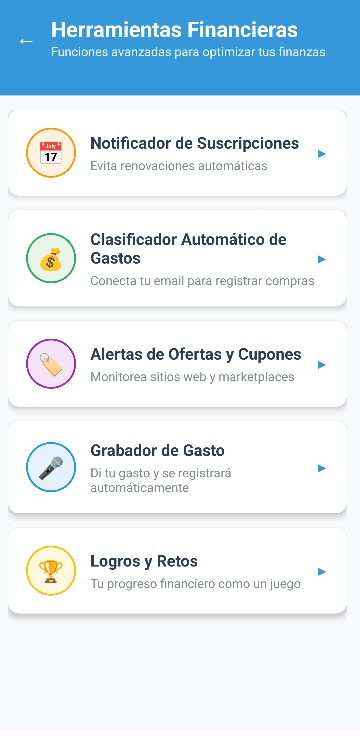 ←
Herramientas Financieras
Funciones avanzadas para optimizar tus finanzas
July
17
Notificador de Suscripciones
Evita renovaciones automáticas
Clasificador Automático de
Gastos
Conecta tu email para registrar compras
Alertas de Ofertas y Cupones
Monitorea sitios web y marketplaces
Grabador de Gasto
Di tu gasto y se registrará
automáticamente
Logros y Retos
Tu progreso financiero como un juego